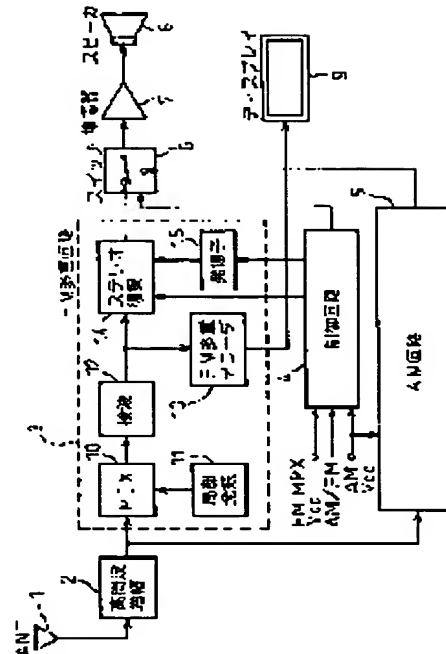 ANT
1
2
高周波
増幅
3
FM多重回路
10
MIX
11
局部
発振
12
検波
13
FM多重
デコーダ
14
ステレオ
復調
15
発振子
4
制御回路
FM MPX
Vcc
AM/FM
AM
Vcc
5
AM回路
スイッチ
6
増幅器
7
スピーカ
8
ディスプレイ
9